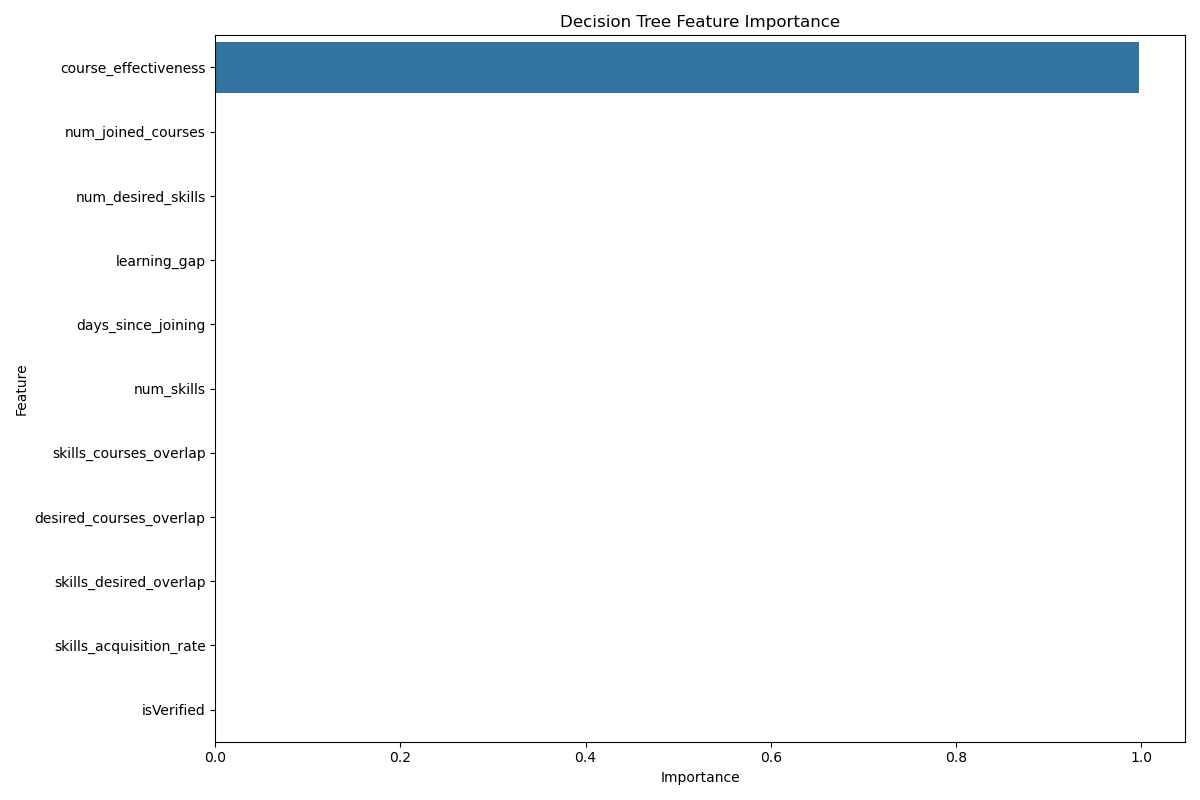 Decision Tree Feature Importance
course_effectiveness
num_joined_courses
num_desired_skills
learning_gap
days_since_joining
num_skills
skills_courses_overlap
desired_courses_overlap
skills_desired_overlap
skills_acquisition_rate
isVerified
Feature
0.0 0.2 0.4 0.6 0.8 1.0
Importance